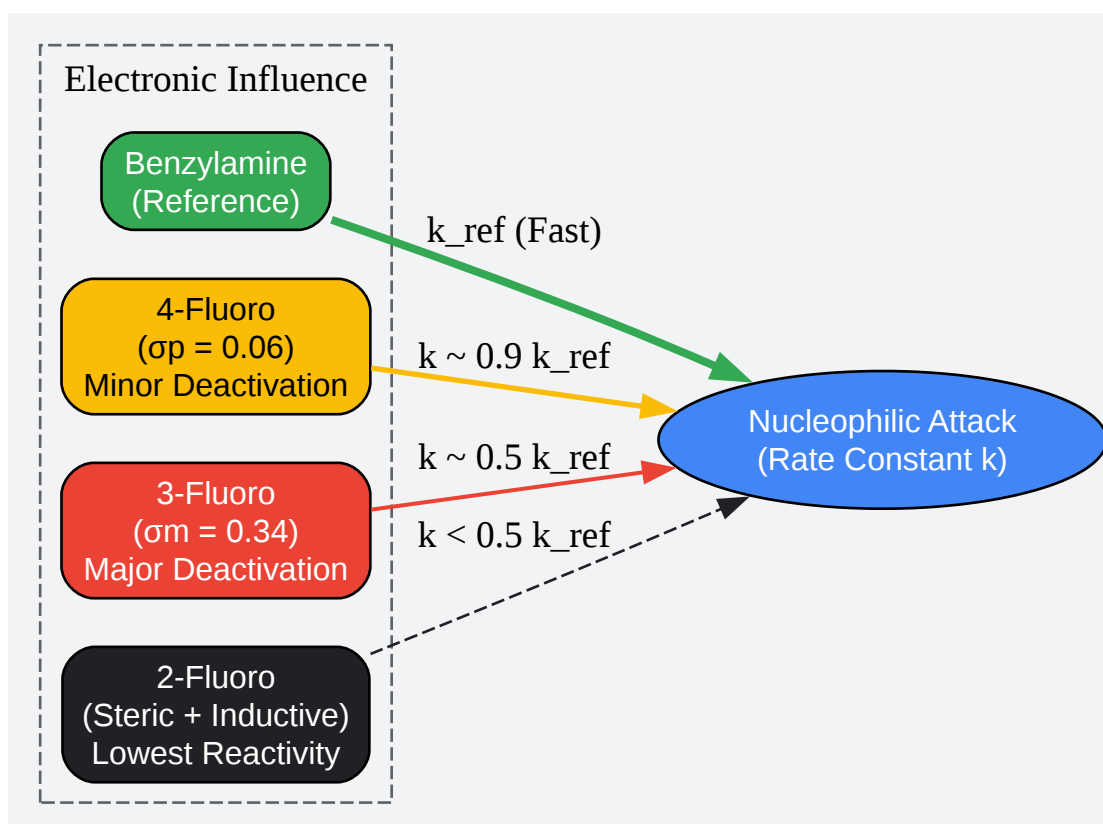 Electronic Influence
Benzylamine
(Reference)
k_ref (Fast)
4-Fluoro
(σp = 0.06)
Minor Deactivation
k ~ 0.9 k_ref
Nucleophilic Attack
(Rate Constant k)
3-Fluoro
(σm = 0.34)
Major Deactivation
k ~ 0.5 k_ref
k < 0.5 k_ref
2-Fluoro
(Steric + Inductive)
Lowest Reactivity